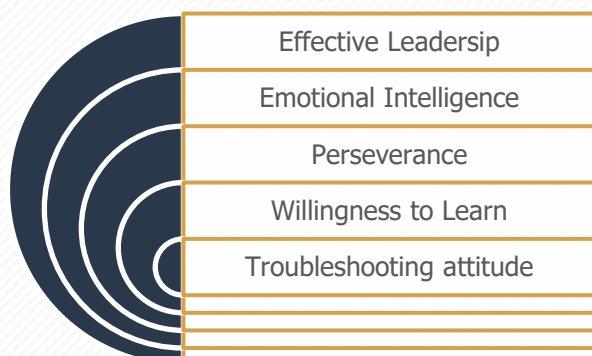 Effective Leadersip
Emotional Intelligence
Perseverance
Willingness to Learn
Troubleshooting attitude